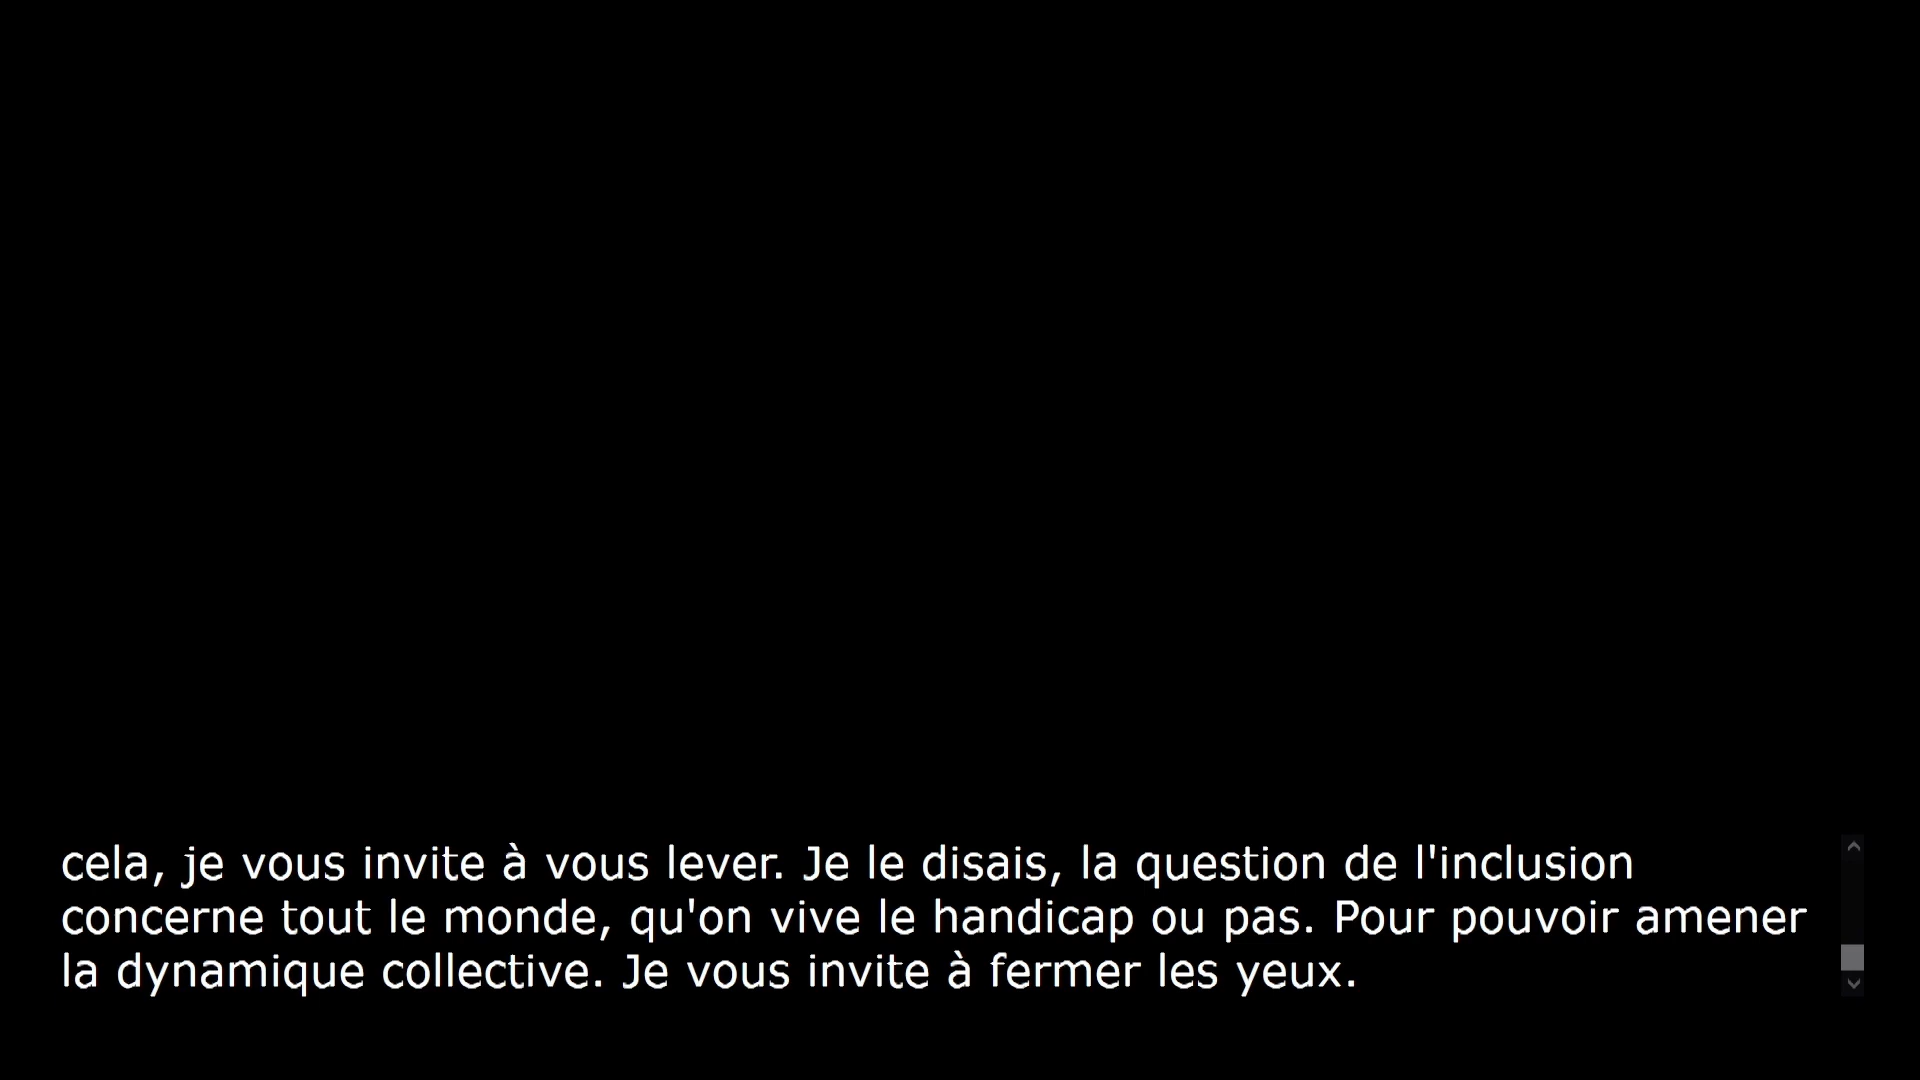 cela, je vous invite à vous lever. Je le disais, la question de l'inclusion
concerne tout le monde, qu'on vive le handicap ou pas. Pour pouvoir amener
la dynamique collective. Je vous invite à fermer les yeux.